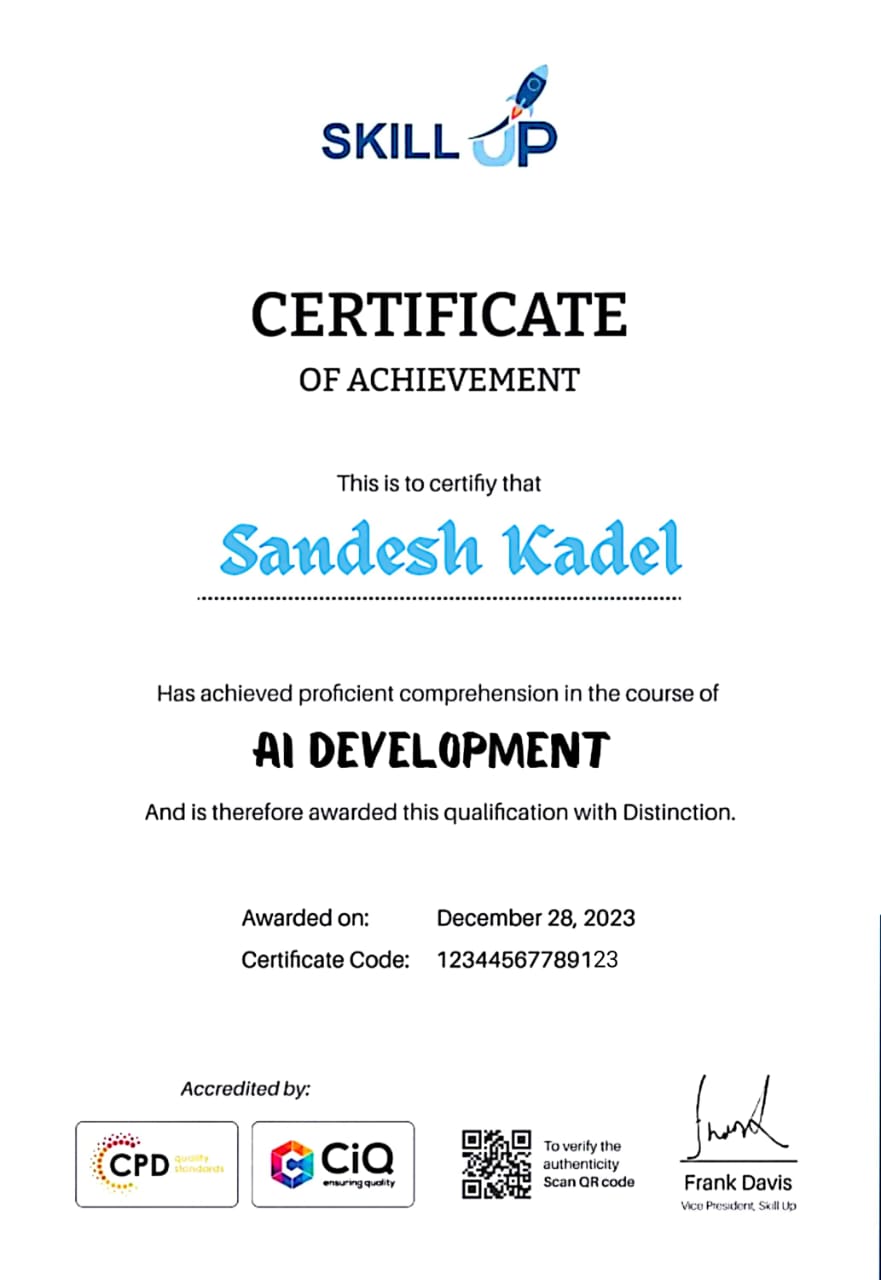 SKILL UP
CERTIFICATE
OF ACHIEVEMENT
This is to certifiy that
Sandesh Kadel
Has achieved proficient comprehension in the course of
AI DEVELOPMENT
And is therefore awarded this qualification with Distinction.
Awarded on: December 28, 2023
Certificate Code: 12344567789123
Accredited by:
CPD quality standards
CiQ
ensuring quality
To verify the
authenticity
Scan QR code
Frank Davis
Vice President, Skill Up